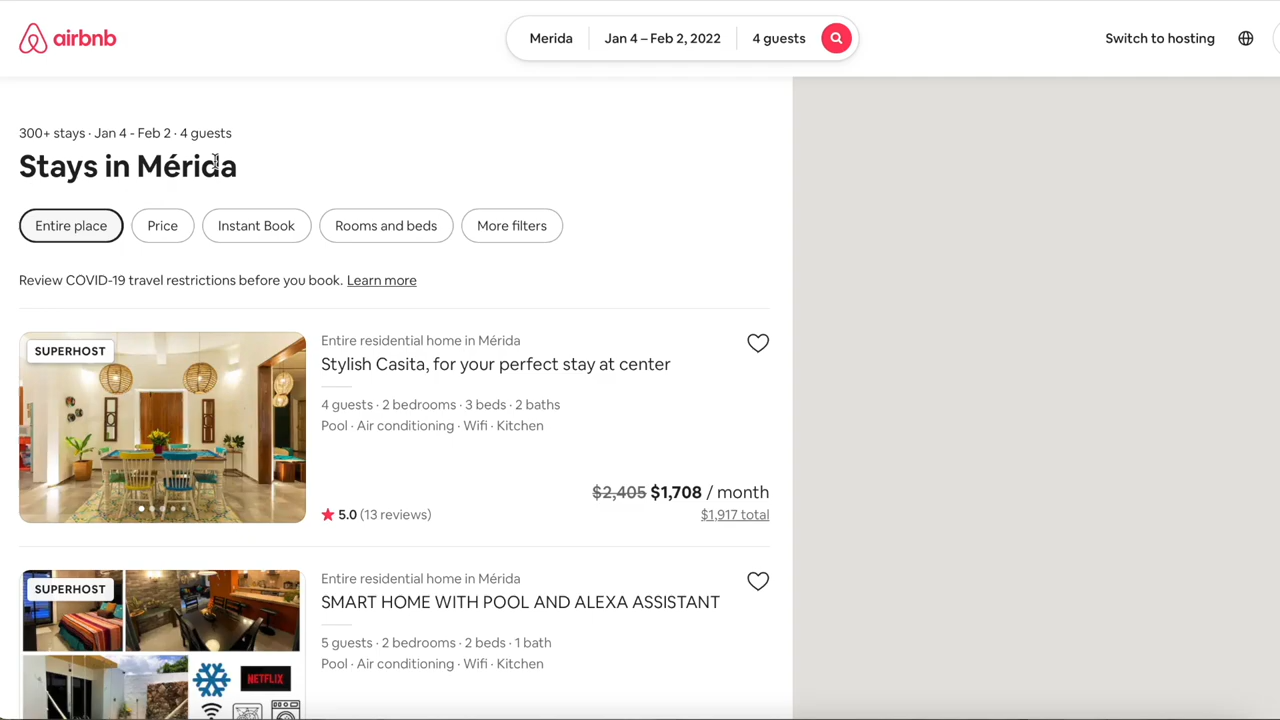 airbnb
Merida
Jan 4 – Feb 2, 2022
4 guests
Switch to hosting
300+ stays · Jan 4 - Feb 2 · 4 guests
Stays in Mérida
Entire place
Price
Instant Book
Rooms and beds
More filters
Review COVID-19 travel restrictions before you book. Learn more
SUPERHOST
Entire residential home in Mérida
Stylish Casita, for your perfect stay at center
4 guests · 2 bedrooms · 3 beds · 2 baths
Pool · Air conditioning · Wifi · Kitchen
$2,405 $1,708 / month
5.0 (13 reviews)
$1,917 total
SUPERHOST
Entire residential home in Mérida
SMART HOME WITH POOL AND ALEXA ASSISTANT
5 guests · 2 bedrooms · 2 beds · 1 bath
Pool · Air conditioning · Wifi · Kitchen
NETFLIX